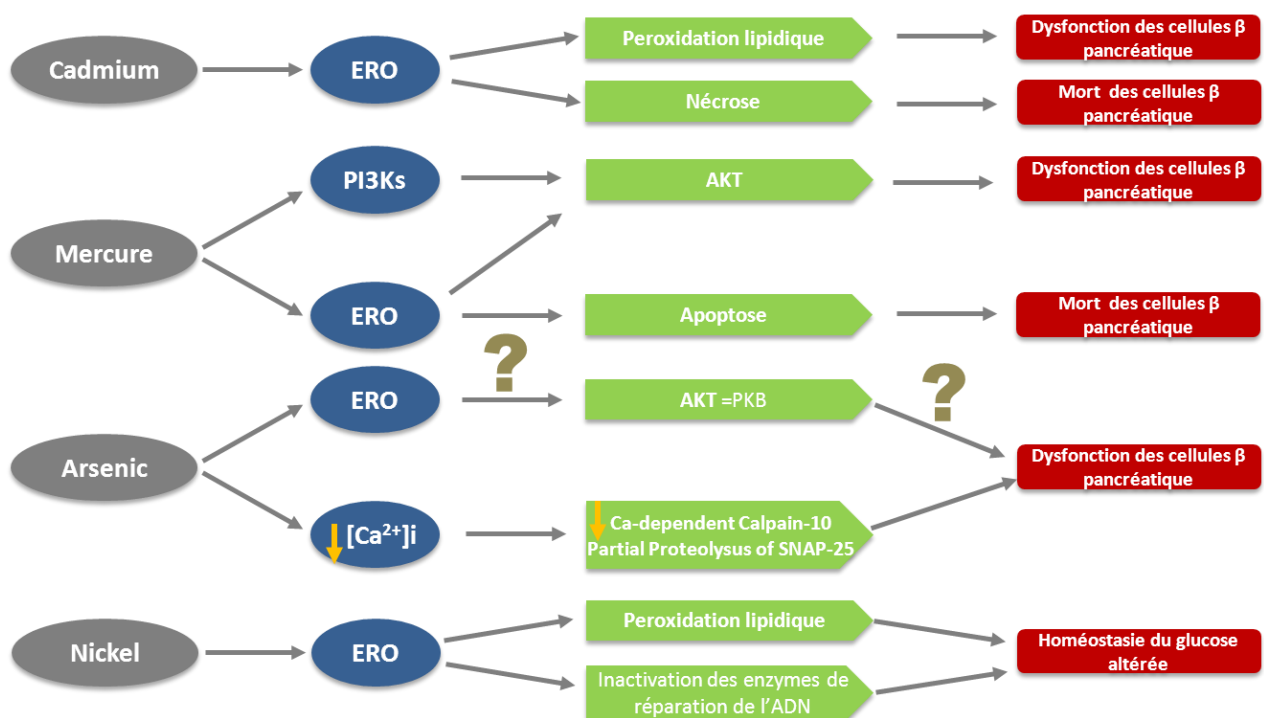 Cadmium
ERO
Peroxidation lipidique
Dysfonction des cellules β
pancréatique
Nécrose
Mort des cellules β
pancréatique
Mercure
PI3Ks
AKT
Dysfonction des cellules β
pancréatique
ERO
Apoptose
Mort des cellules β
pancréatique
?
Arsenic
ERO
AKT =PKB
?
Dysfonction des cellules β
pancréatique
[Ca²⁺]i
Ca-dependent Calpain-10
Partial Proteolysus of SNAP-25
Nickel
ERO
Peroxidation lipidique
Homéostasie du glucose
altérée
Inactivation des enzymes de
réparation de l'ADN